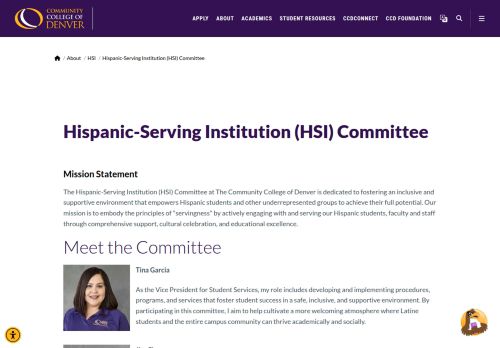 COMMUNITY
COLLEGE OF
DENVER
APPLY ABOUT ACADEMICS STUDENT RESOURCES CCDCONNECT CCD FOUNDATION
/ About / HSI / Hispanic-Serving Institution (HSI) Committee
Hispanic-Serving Institution (HSI) Committee
Mission Statement
The Hispanic-Serving Institution (HSI) Committee at The Community College of Denver is dedicated to fostering an inclusive and
supportive environment that empowers Hispanic students and other underrepresented groups to achieve their full potential. Our
mission is to embody the principles of "servingness" by actively engaging with and serving our Hispanic students, faculty and staff
through comprehensive support, cultural celebration, and educational excellence.
Meet the Committee
Tina Garcia
As the Vice President for Student Services, my role includes developing and implementing procedures,
programs, and services that foster student success in a safe, inclusive, and supportive environment. By
participating in this committee, I aim to help cultivate a more welcoming atmosphere where Latine
students and the entire campus community can thrive academically and socially.